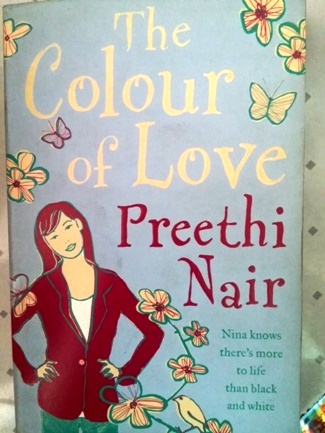 The
Colour
of Love
Preethi
Nair
Nina knows
there's more
to life
than black
and white